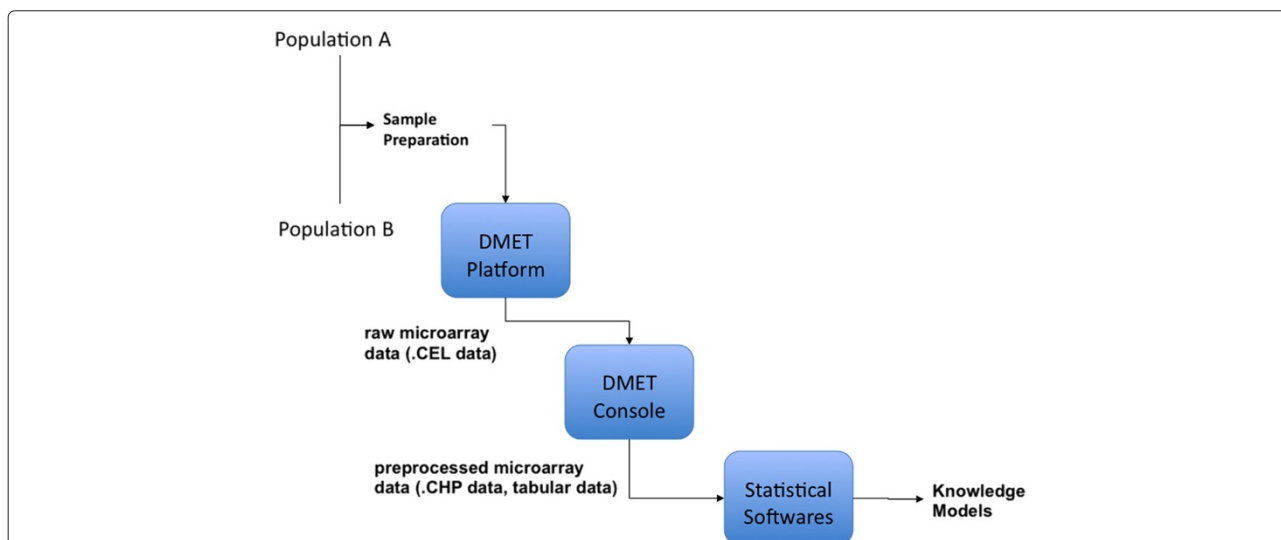 Population A
Sample
Preparation
Population B
DMET
Platform
raw microarray
data (.CEL data)
DMET
Console
preprocessed microarray
data (.CHP data, tabular data)
Statistical
Softwares
Knowledge
Models